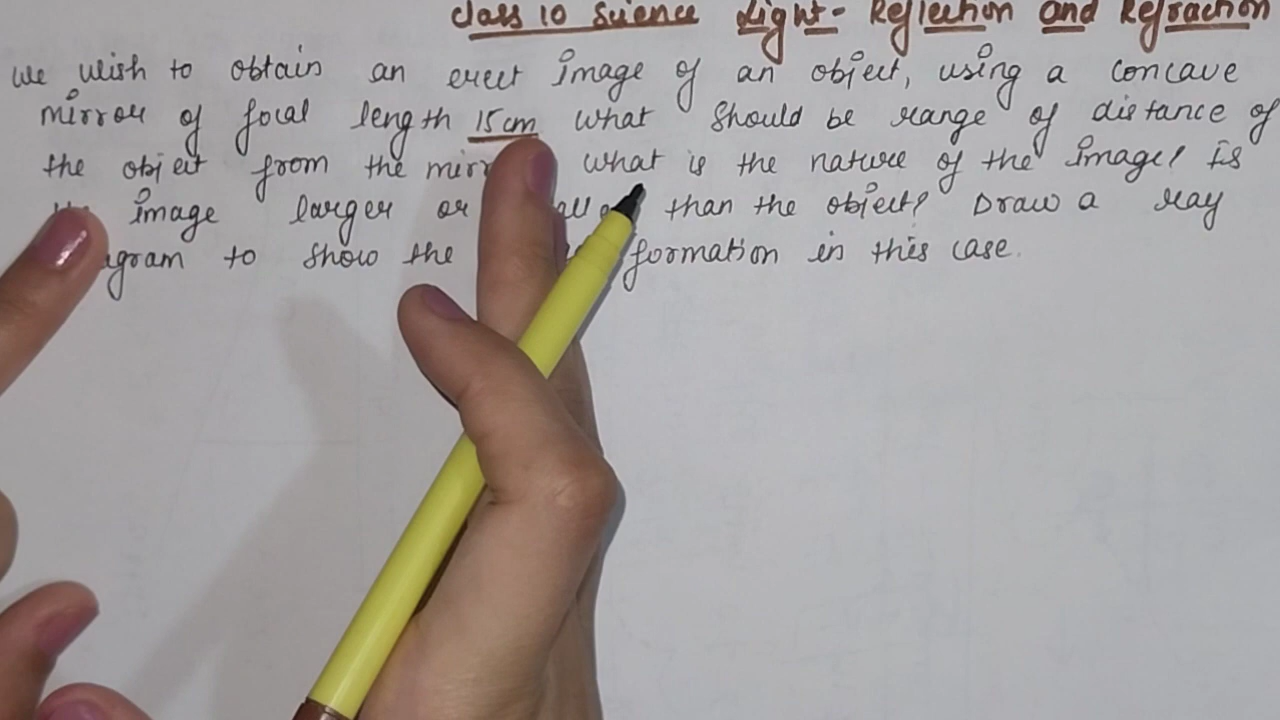 Class 10 Science Light - Reflection and Refraction
We wish to obtain an erect image of an object, using a concave
mirror of focal length 15cm what should be range of distance of
the object from the what is the nature of the image? Is
image larger or than the object? Draw a ray
to show the formation in this case.